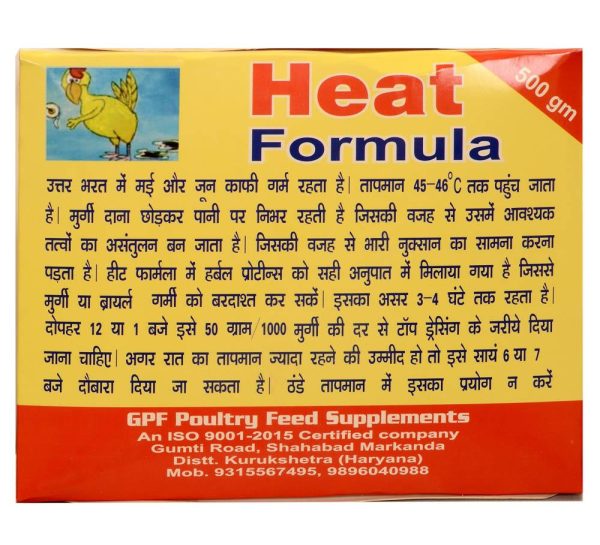 500 gm
Heat
Formula
उत्तर भरत में मई और जून काफी गर्म रहता है। तापमान 45-46°C तक पहुंच जाता
है। मुर्गी दाना छोड़कर पानी पर निभर रहती है जिसकी वजह से उसमें आवश्यक
तत्वों का असंतुलन बन जाता है। जिसकी वजह से भारी नुक्सान का सामना करना
पड़ता है। हीट फार्मला में हर्बल प्रोटीन्स को सही अनुपात में मिलाया गया है जिससे
मुर्गी या ब्रायर्ल गर्मी को बरदाश्त कर सकें। इसका असर 3-4 घंटे तक रहता है।
दोपहर 12 या 1 बजे इसे 50 ग्राम/1000 मुर्गी की दर से टॉप ड्रेसिंग के जरीये दिया
जाना चाहिए। अगर रात का तापमान ज्यादा रहने की उम्मीद हो तो इसे सायं 6 या 7
बजे दौबारा दिया जा सकता है। ठंडे तापमान में इसका प्रयोग न करें
GPF Poultry Feed Supplements
An ISO 9001-2015 Certified company
Gumti Road, Shahabad Markanda
Distt. Kurukshetra (Haryana)
Mob. 9315567495, 9896040988